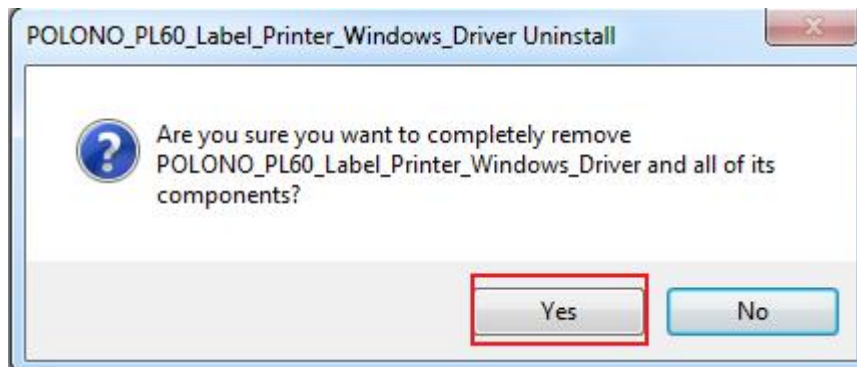 POLONO_PL60_Label_Printer_Windows_Driver Uninstall
Are you sure you want to completely remove
POLONO_PL60_Label_Printer_Windows_Driver and all of its
components?
Yes
No